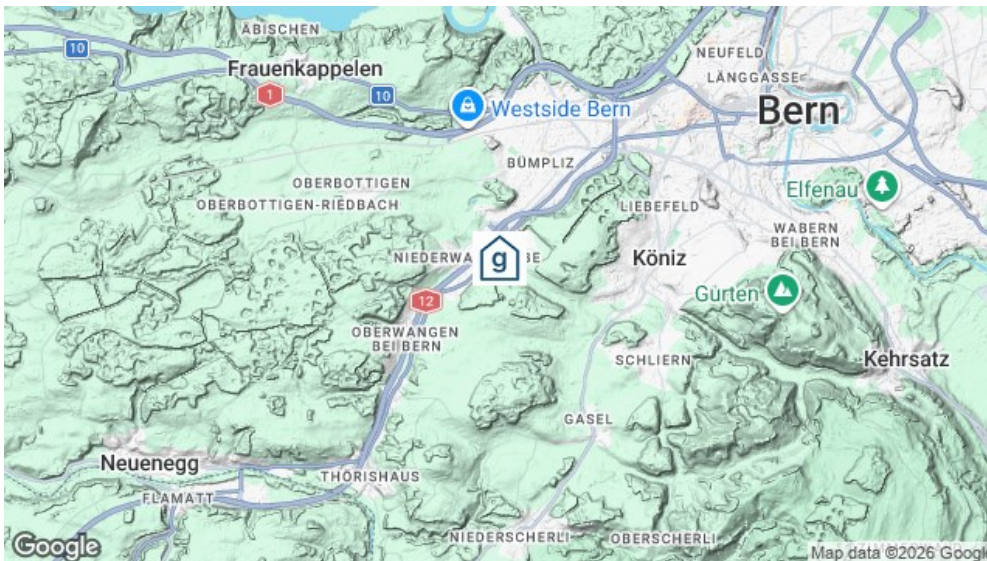 ÄBISCHEN
NEUFELD
10
Frauenkappelen
LÄNGGASSE
1
10
Westside Bern
Bern
BÜMPLIZ
OBERBOTTIGEN
Elfenau
OBERBOTTIGEN-RIEDBACH
LIEBEFELD
WABERN
BEI BERN
g
Köniz
12
Gurten
OBERWANGEN
BEI BERN
SCHLIERN
Kehrsatz
GASEL
Neuenegg
THÖRISHAUS
FLAMATT
NIEDERSCHERLI
OBERSCHERLI
Google
Map data ©2026 Google